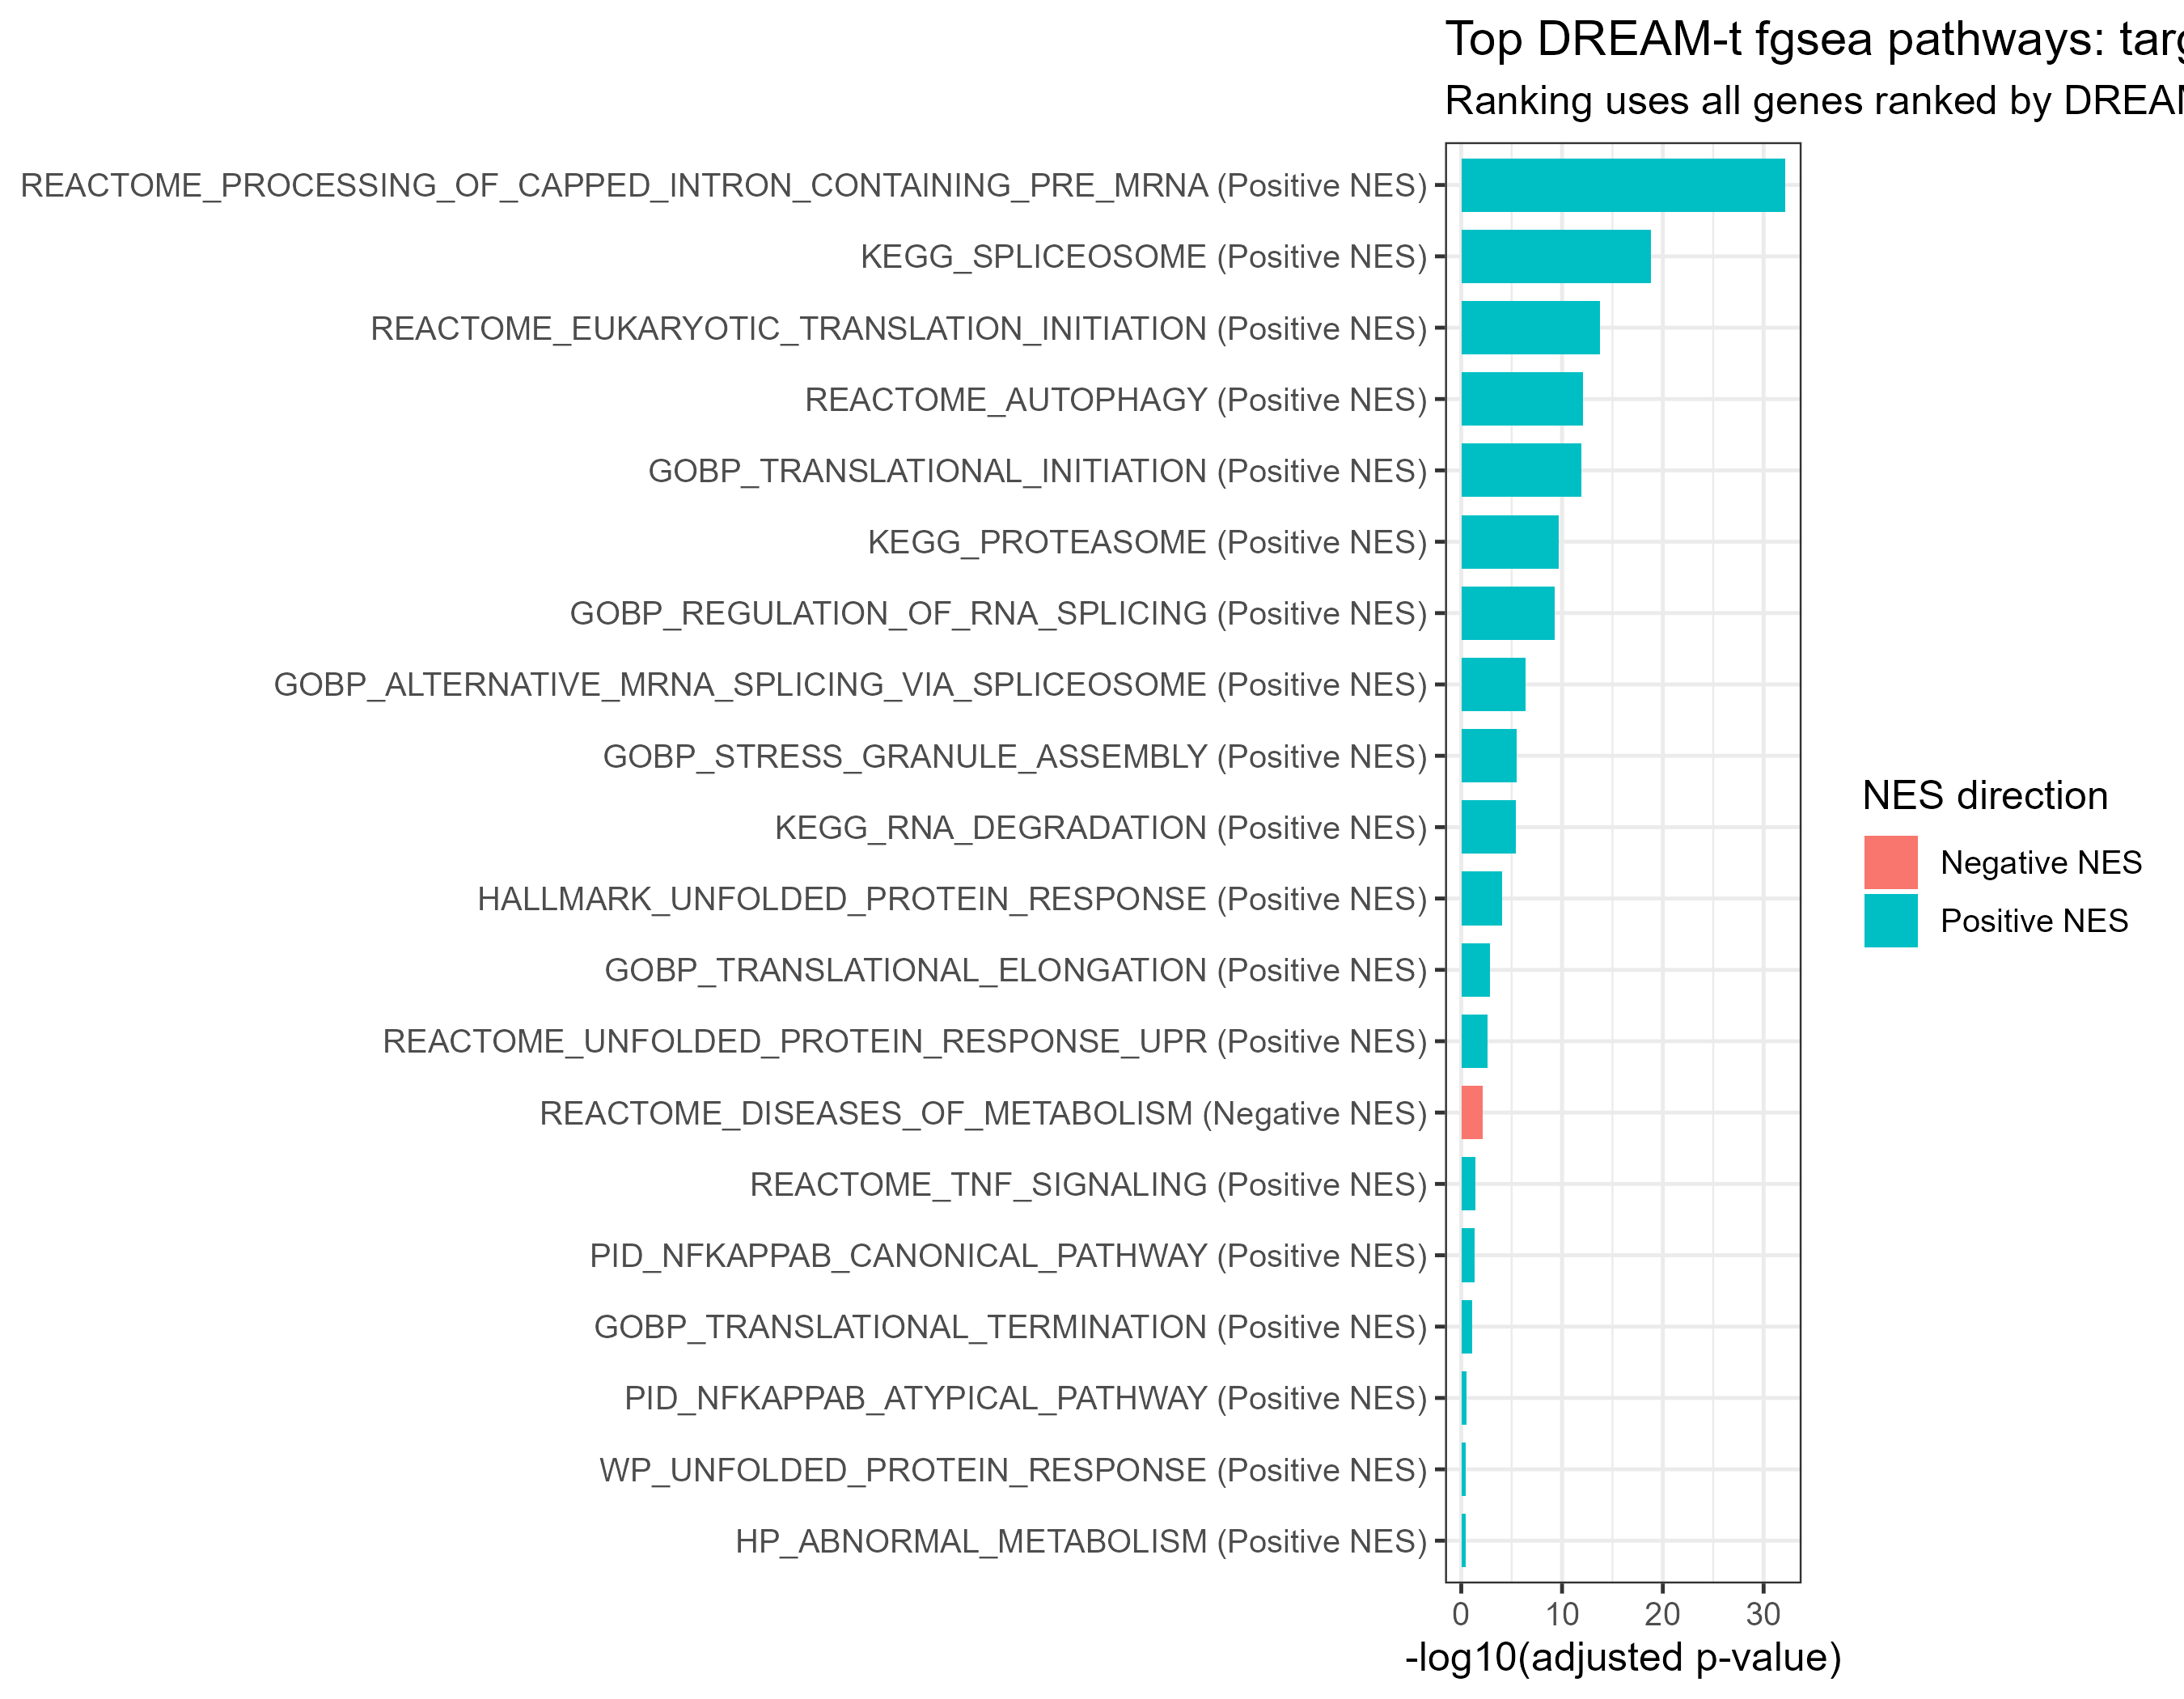 Top DREAM-t fgsea pathways: targ
Ranking uses all genes ranked by DREAM
REACTOME_PROCESSING_OF_CAPPED_INTRON_CONTAINING_PRE_MRNA (Positive NES)
KEGG_SPLICEOSOME (Positive NES)
REACTOME_EUKARYOTIC_TRANSLATION_INITIATION (Positive NES)
REACTOME_AUTOPHAGY (Positive NES)
GOBP_TRANSLATIONAL_INITIATION (Positive NES)
KEGG_PROTEASOME (Positive NES)
GOBP_REGULATION_OF_RNA_SPLICING (Positive NES)
GOBP_ALTERNATIVE_MRNA_SPLICING_VIA_SPLICEOSOME (Positive NES)
GOBP_STRESS_GRANULE_ASSEMBLY (Positive NES)
KEGG_RNA_DEGRADATION (Positive NES)
HALLMARK_UNFOLDED_PROTEIN_RESPONSE (Positive NES)
GOBP_TRANSLATIONAL_ELONGATION (Positive NES)
REACTOME_UNFOLDED_PROTEIN_RESPONSE_UPR (Positive NES)
REACTOME_DISEASES_OF_METABOLISM (Negative NES)
REACTOME_TNF_SIGNALING (Positive NES)
PID_NFKAPPAB_CANONICAL_PATHWAY (Positive NES)
GOBP_TRANSLATIONAL_TERMINATION (Positive NES)
PID_NFKAPPAB_ATYPICAL_PATHWAY (Positive NES)
WP_UNFOLDED_PROTEIN_RESPONSE (Positive NES)
HP_ABNORMAL_METABOLISM (Positive NES)
0 10 20 30
-log10(adjusted p-value)
NES direction
Negative NES
Positive NES